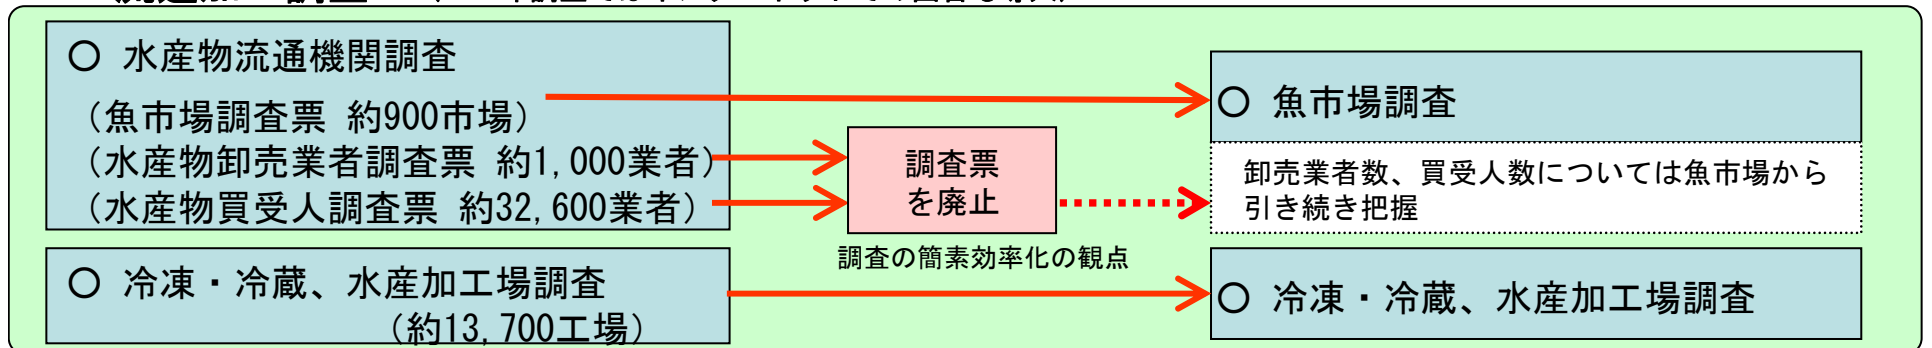 ○ 水産物流通機関調査
（魚市場調査票 約900市場）
（水産物卸売業者調査票 約1,000業者）
（水産物買受人調査票 約32,600業者）
調査票
を廃止
調査の簡素効率化の観点
○ 魚市場調査
卸売業者数、買受人数については魚市場から
引き続き把握
○ 冷凍・冷蔵、水産加工場調査
（約13,700工場）
○ 冷凍・冷蔵、水産加工場調査